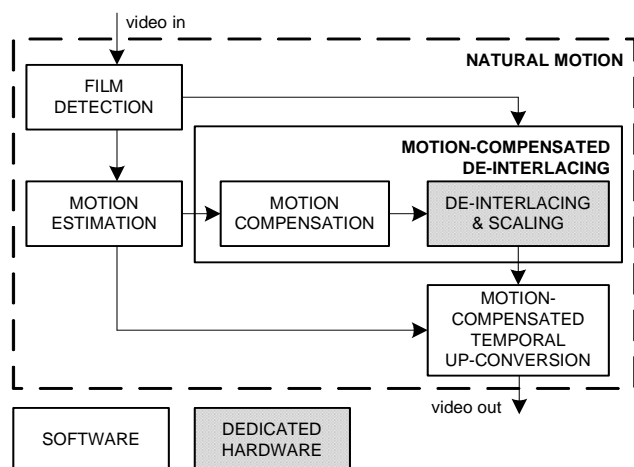 video in
NATURAL MOTION
FILM
DETECTION
MOTION-COMPENSATED
DE-INTERLACING
MOTION
ESTIMATION
MOTION
COMPENSATION
DE-INTERLACING
& SCALING
MOTION-
COMPENSATED
TEMPORAL
UP-CONVERSION
video out
SOFTWARE
DEDICATED
HARDWARE